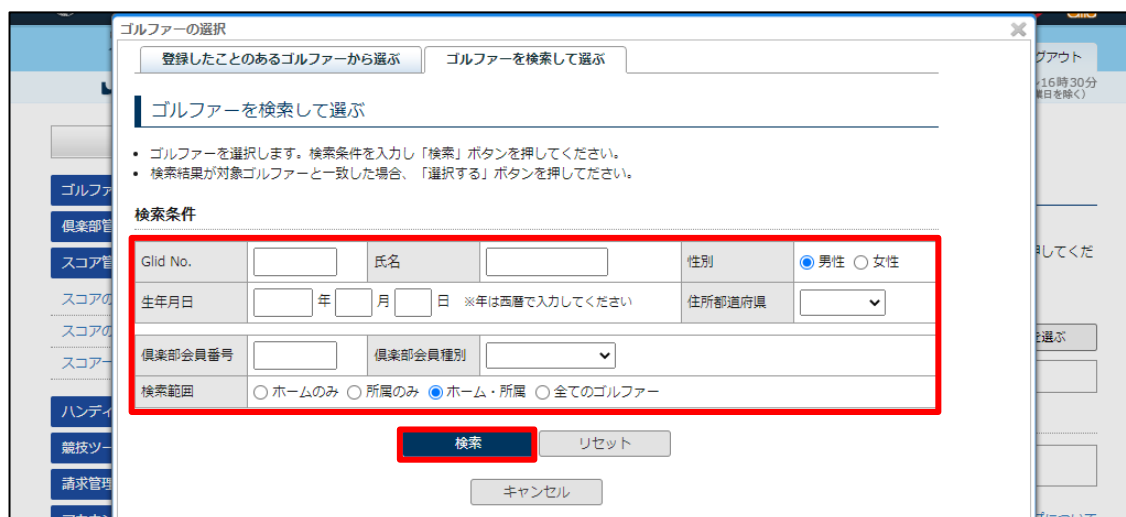 ゴルファーの選択
登録したことのあるゴルファーから選ぶ
ゴルファーを検索して選ぶ
グアウト
16時30分
業日を除く)
ゴルファーを検索して選ぶ
• ゴルファーを選択します。検索条件を入力し「検索」ボタンを押してください。
• 検索結果が対象ゴルファーと一致した場合、「選択する」ボタンを押してださい。
検索条件
Glid No.
氏名
性別
男性
女性
生年月日
年
月
日
※年は西暦で入力してください
住所都道府県
倶楽部会員番号
倶楽部会員種別
検索範囲
ホームのみ
所属のみ
ホーム・所属
全てのゴルファー
検索
リセット
キャンセル
ゴルファ
倶楽部管
スコア管
スコアの
スコアの
スコアー
ハンディ
競技ツー
請求管理
してくだ
選ぶ